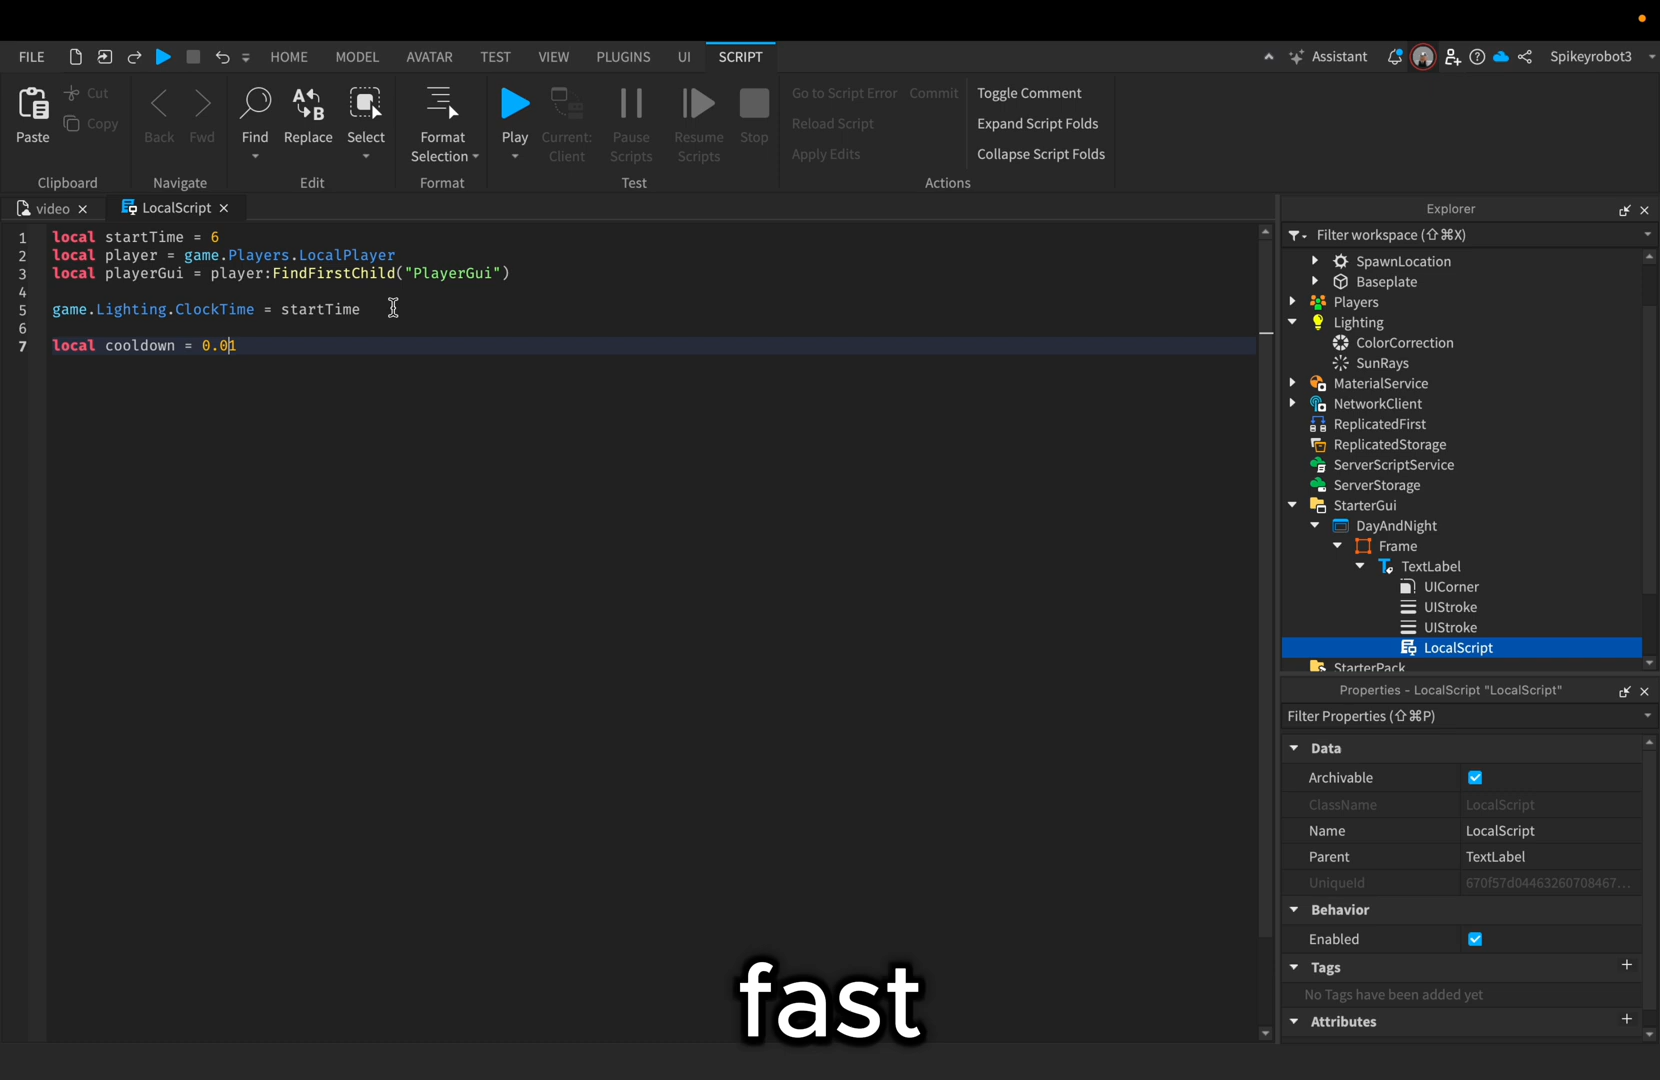 FILE HOME MODEL AVATAR TEST VIEW PLUGINS UI SCRIPT Assistant Spikeyrobot3
Paste Cut Copy
Clipboard
Back Fwd
Navigate
Find Replace Select
Edit
Format Selection
Format
Play Current: Client Pause Scripts Resume Scripts Stop
Test
Go to Script Error Commit Toggle Comment
Reload Script Expand Script Folds
Apply Edits Collapse Script Folds
Actions
video × LocalScript ×
1 local startTime = 6
2 local player = game.Players.LocalPlayer
3 local playerGui = player:FindFirstChild("PlayerGui")
4
5 game.Lighting.ClockTime = startTime
6
7 local cooldown = 0.01
fast
Explorer
Filter workspace (⇧⌘X)
SpawnLocation
Baseplate
Players
Lighting
ColorCorrection
SunRays
MaterialService
NetworkClient
ReplicatedFirst
ReplicatedStorage
ServerScriptService
ServerStorage
StarterGui
DayAndNight
Frame
TextLabel
UICorner
UIStroke
UIStroke
LocalScript
StarterPack
Properties - LocalScript "LocalScript"
Filter Properties (⇧⌘P)
Data
Archivable
ClassName LocalScript
Name LocalScript
Parent TextLabel
UniqueId 670f57d04463260708467...
Behavior
Enabled
Tags
No Tags have been added yet
Attributes